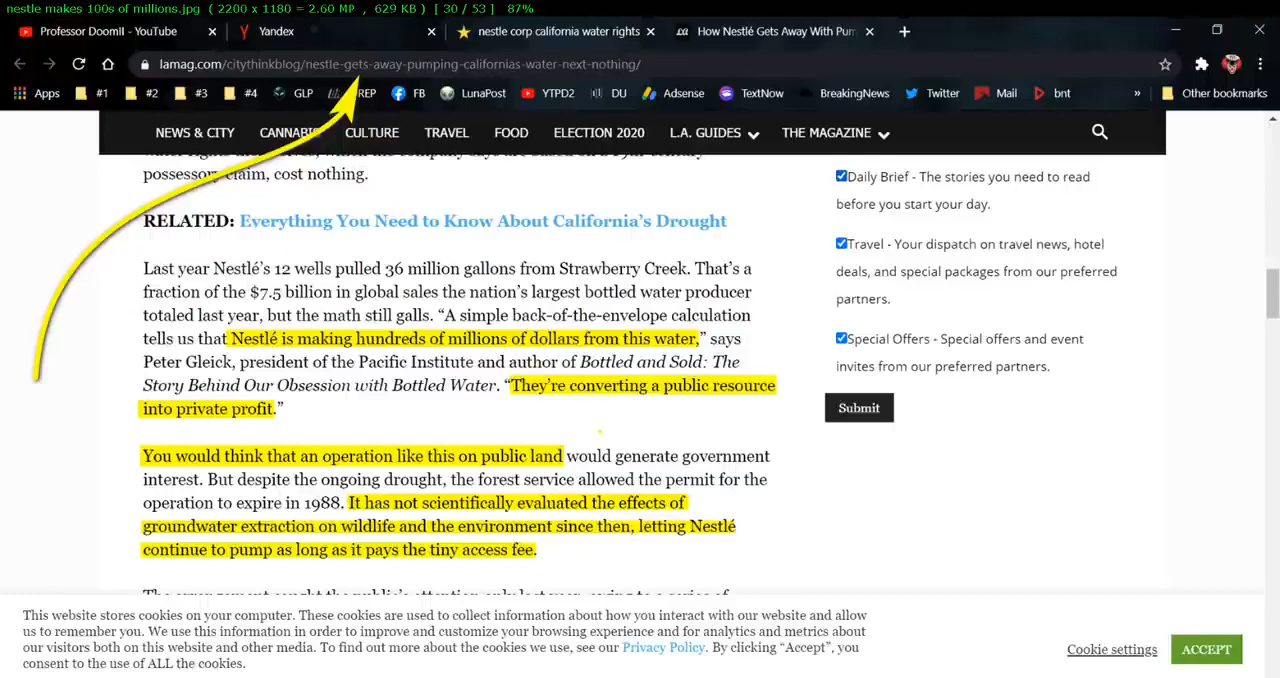 nestle makes 100s of millions.jpg ( 2200 x 1180 = 2.60 MP , 629 KB ) [ 30 / 53 ] 87%
Professor DoomII - YouTube
Yandex
nestle corp california water rights
How Nestlé Gets Away With Pum
lamag.com/citythinkblog/nestle-gets-away-pumping-californias-water-next-nothing/
Apps #1 #2 #3 #4 GLP REP FB LunaPost YTPD2 DU Adsense TextNow BreakingNews Twitter Mail bnt » Other bookmarks
NEWS & CITY CANNABIS CULTURE TRAVEL FOOD ELECTION 2020 L.A. GUIDES THE MAGAZINE
possessory claim, cost nothing.
RELATED: Everything You Need to Know About California’s Drought
Last year Nestlé’s 12 wells pulled 36 million gallons from Strawberry Creek. That’s a
fraction of the $7.5 billion in global sales the nation’s largest bottled water producer
totaled last year, but the math still galls. “A simple back-of-the-envelope calculation
tells us that Nestlé is making hundreds of millions of dollars from this water,” says
Peter Gleick, president of the Pacific Institute and author of Bottled and Sold: The
Story Behind Our Obsession with Bottled Water. “They’re converting a public resource
into private profit.”
You would think that an operation like this on public land would generate government
interest. But despite the ongoing drought, the forest service allowed the permit for the
operation to expire in 1988. It has not scientifically evaluated the effects of
groundwater extraction on wildlife and the environment since then, letting Nestlé
continue to pump as long as it pays the tiny access fee.
Daily Brief - The stories you need to read
before you start your day.
Travel - Your dispatch on travel news, hotel
deals, and special packages from our preferred
partners.
Special Offers - Special offers and event
invites from our preferred partners.
Submit
This website stores cookies on your computer. These cookies are used to collect information about how you interact with our website and allow
us to remember you. We use this information in order to improve and customize your browsing experience and for analytics and metrics about
our visitors both on this website and other media. To find out more about the cookies we use, see our Privacy Policy. By clicking “Accept”, you
consent to the use of ALL the cookies.
Cookie settings
ACCEPT